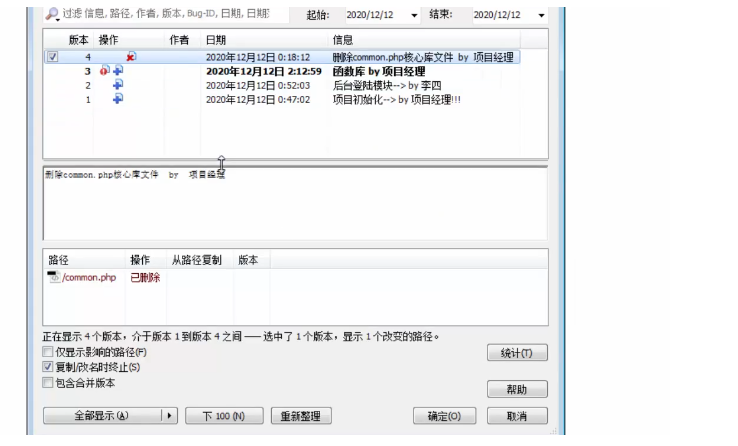 过滤 信息, 路径, 作者, 版本, Bug-ID, 日期, 日期
起始: 2020/12/12 结束: 2020/12/12
版本 操作 作者 日期 信息
4 2020年12月12日 0:18:12 删除common.php核心库文件 by 项目经理
3 2020年12月12日 2:12:59 函数库 by 项目经理
2 2020年12月12日 0:52:03 后台登陆模块--> by 李四
1 2020年12月12日 0:47:02 项目初始化--> by 项目经理!!!
删除common.php核心库文件 by 项目经理
路径 操作 从路径复制 版本
/common.php 已删除
正在显示 4 个版本，介于版本 1 到版本 4 之间 —— 选中了 1 个版本，显示 1 个改变的路径。
仅显示影响的路径(F)
统计(T)
复制/改名时终止(S)
包含合并版本
帮助
全部显示(A) 下 100 (N) 重新整理 确定(O) 取消